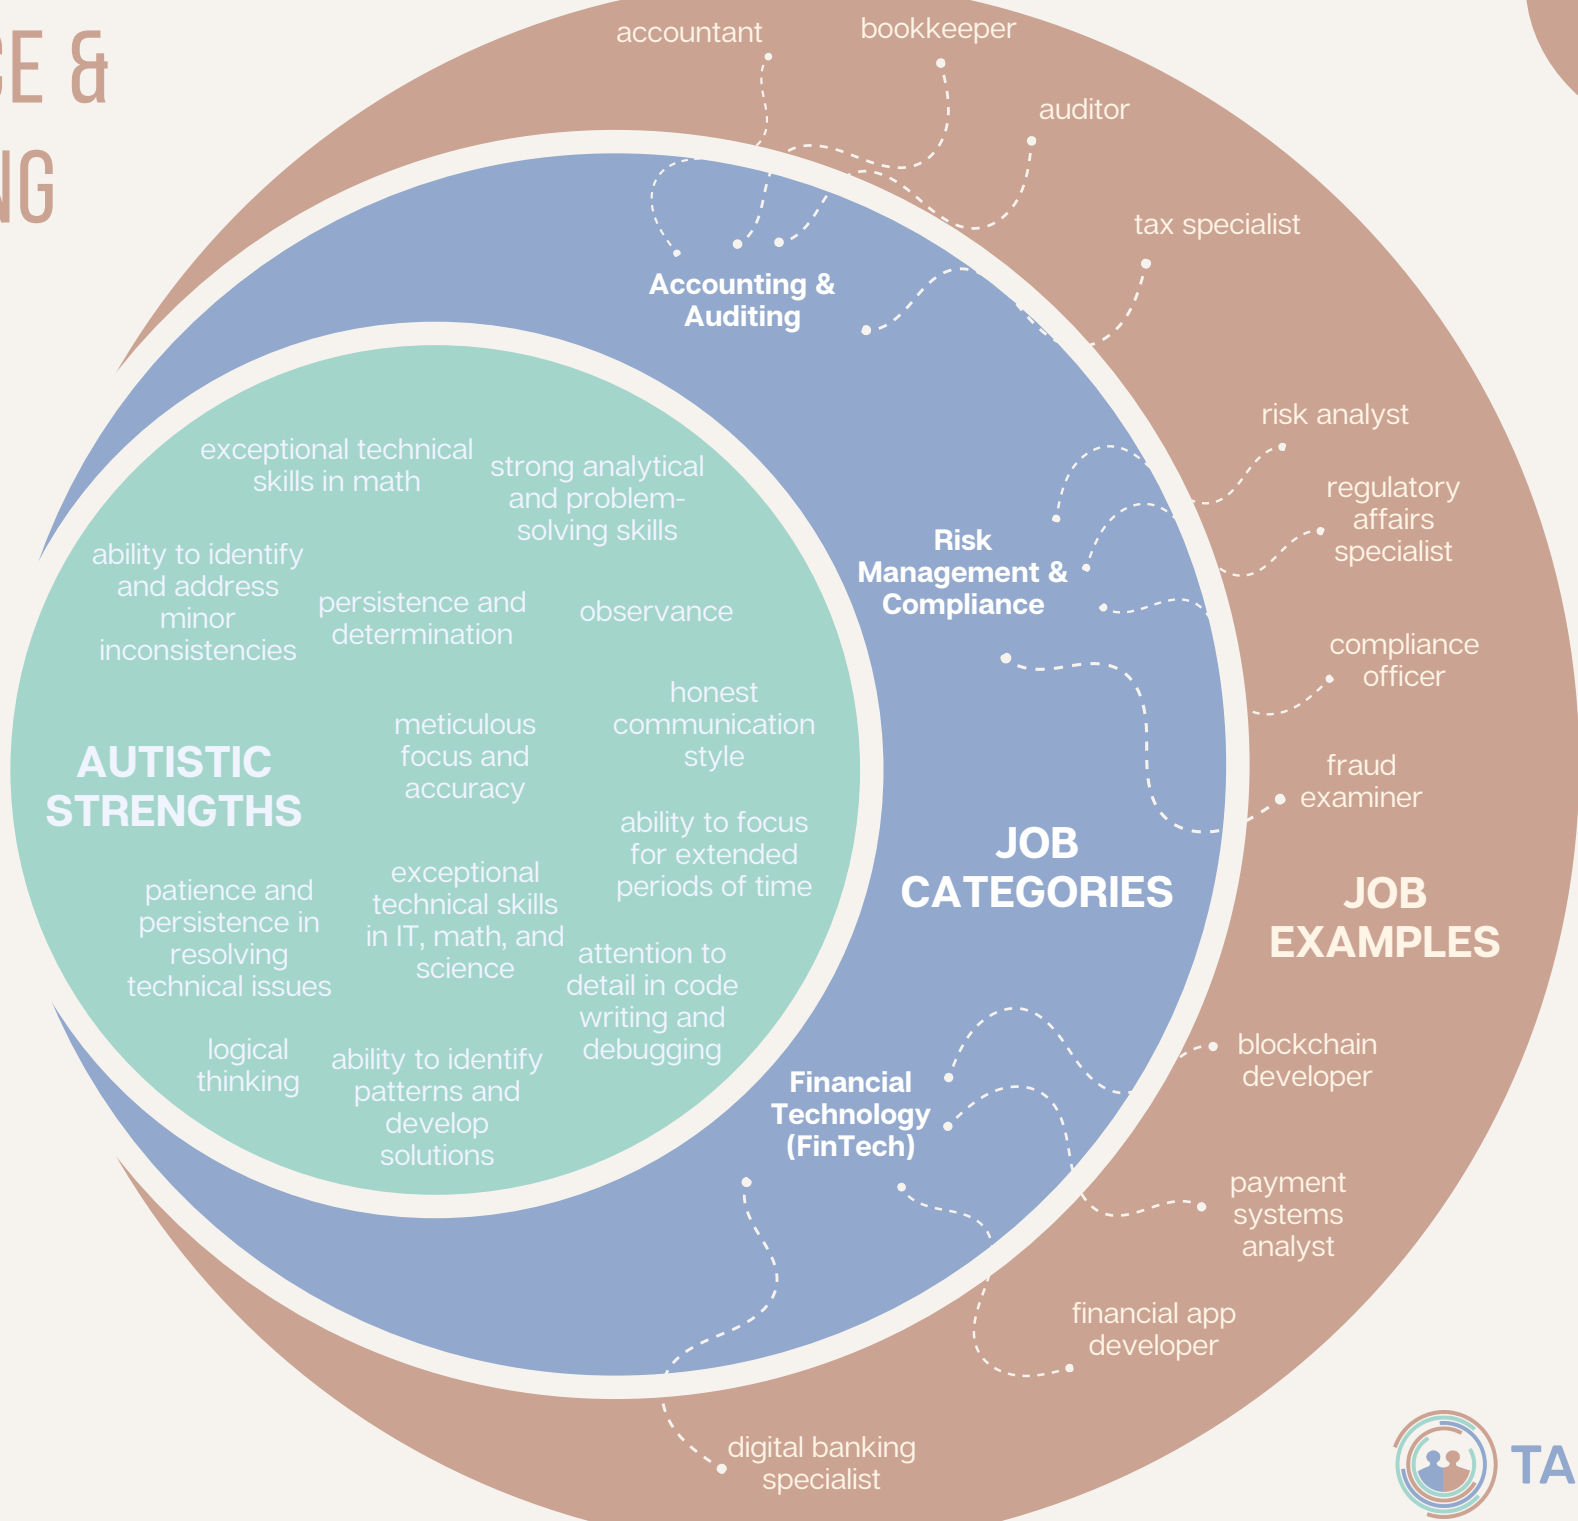 CE &
NG
accountant
bookkeeper
auditor
tax specialist
Accounting &
Auditing
risk analyst
regulatory
affairs
specialist
Risk
Management &
Compliance
compliance
officer
fraud
examiner
exceptional technical
skills in math
strong analytical
and problem-
solving skills
ability to identify
and address
minor
inconsistencies
persistence and
determination
observance
honest
communication
style
meticulous
focus and
accuracy
AUTISTIC
STRENGTHS
ability to focus
for extended
periods of time
JOB
CATEGORIES
JOB
EXAMPLES
patience and
persistence in
resolving
technical issues
exceptional
technical skills
in IT, math, and
science
attention to
detail in code
writing and
debugging
logical
thinking
ability to identify
patterns and
develop
solutions
Financial
Technology
(FinTech)
blockchain
developer
payment
systems
analyst
financial app
developer
digital banking
specialist
TA